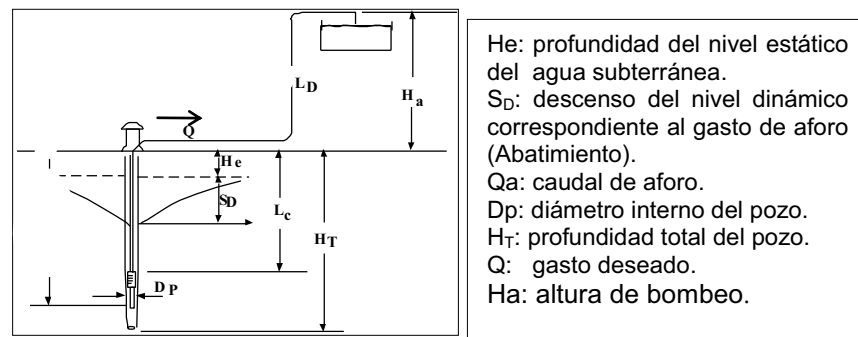 L_D
H_a
Q
H_e
S_D
L_c
H_T
D_P
He: profundidad del nivel estático
del agua subterránea.
S_D: descenso del nivel dinámico
correspondiente al gasto de aforo
(Abatimiento).
Qa: caudal de aforo.
Dp: diámetro interno del pozo.
H_T: profundidad total del pozo.
Q: gasto deseado.
Ha: altura de bombeo.